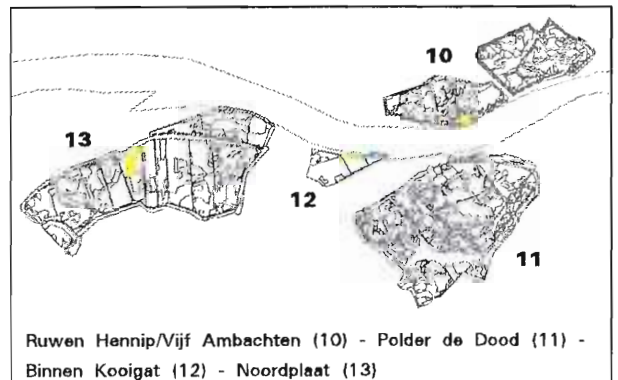 10
13
12
11
Ruwen Hennip/Vijf Ambachten (10) - Polder de Dood (11) -
Binnen Kooigat (12) - Noordplaat (13)